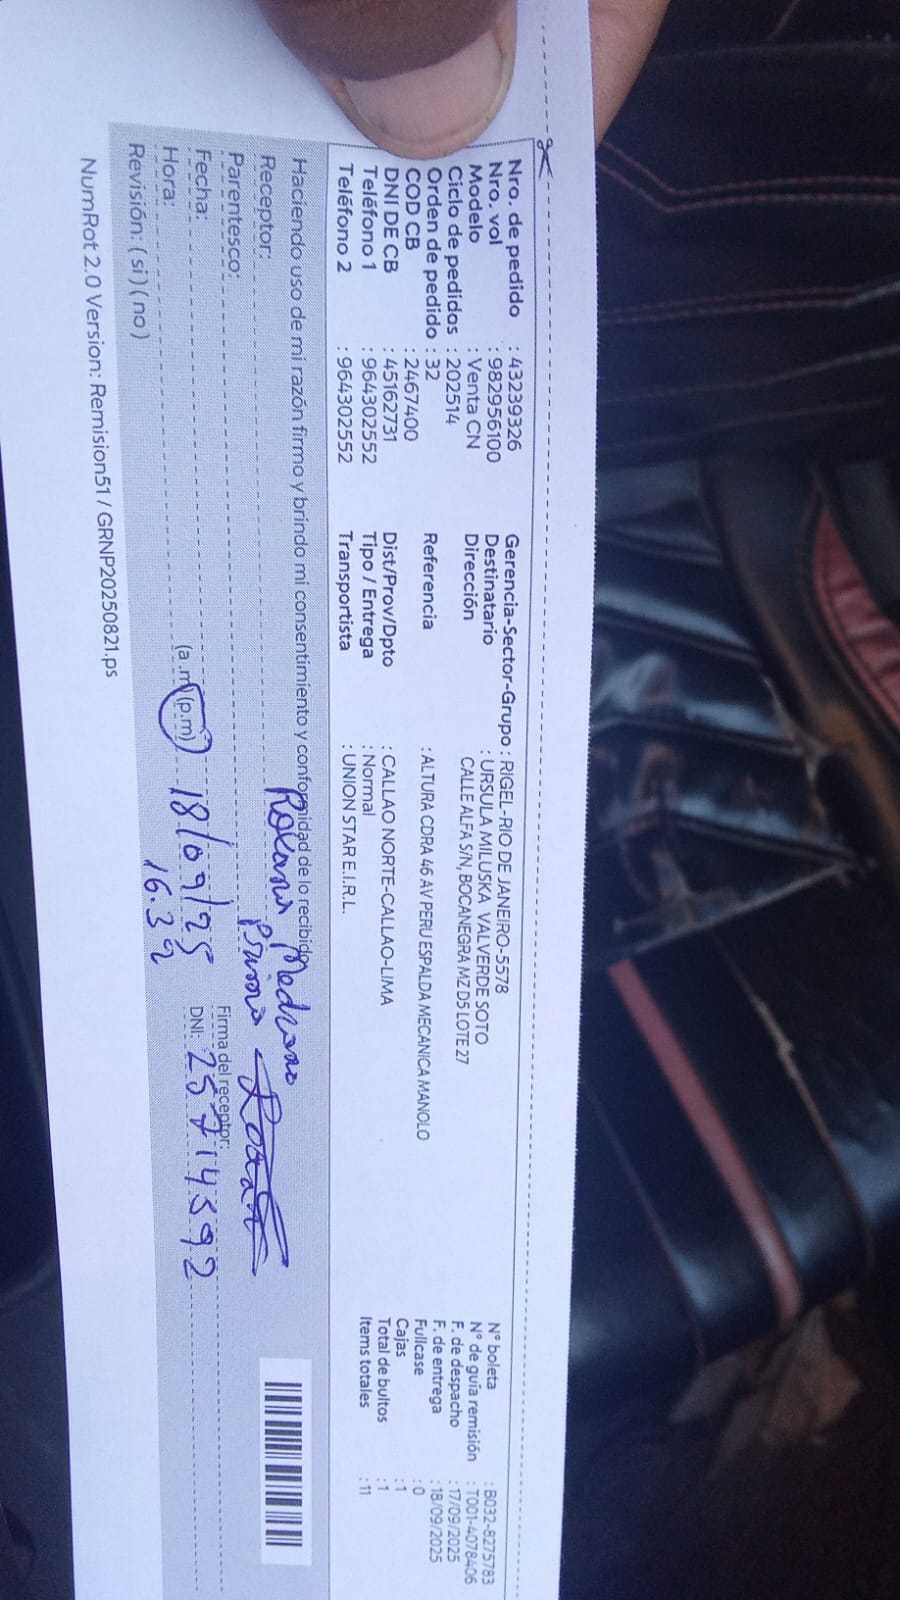 Nro. de pedido : 43239326 Gerencia-Sector-Grupo : RIGEL-RIO DE JANEIRO-5578 N° boleta : B032-8275783
Nro. vol : 982956100 Destinatario : URSULA MILUSKA VALVERDE SOTO N° de guía remisión : T001-4078406
Modelo : Venta CN Dirección CALLE ALFA S/N, BOCANEGRA MZ D5 LOTE 27 F. de despacho : 17/09/2025
Ciclo de pedidos : 202514 F. de entrega : 18/09/2025
Orden de pedido : 32 Referencia : ALTURA CDRA 46 AV PERU ESPALDA MECANICA MANOLO Fullcase : 0
COD CB : 2467400 Cajas : 1
DNI DE CB : 45162731 Dist/Prov/Dpto : CALLAO NORTE-CALLAO-LIMA Total de bultos : 1
Teléfono 1 : 964302552 Tipo / Entrega : Normal Items totales : 11
Teléfono 2 : 964302552 Transportista : UNION STAR E.I.R.L.
Haciendo uso de mi razón firmo y brindo mi consentimiento y conformidad de lo recibido
Receptor: Medrano
Parentesco:
Fecha: 18/09/25 Firma del receptor:
Hora: (a.m) (p.m) 16.32 DNI: 25714592
Revisión: ( si ) ( no )
NumRot 2.0 Version: Remision51 / GRNP20250821.ps